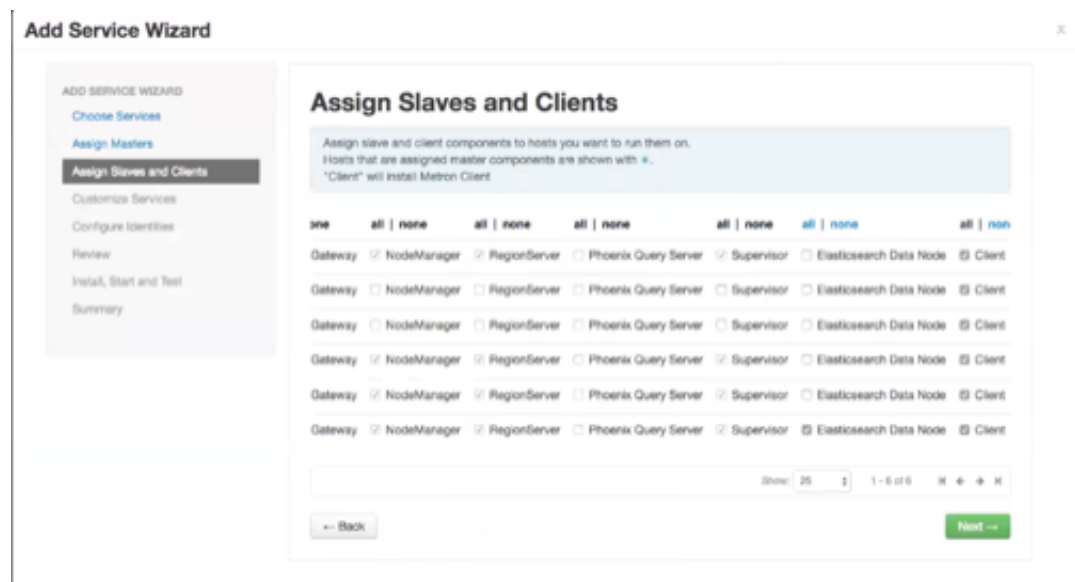 Add Service Wizard
x
ADD SERVICE WIZARD
Choose Services
Assign Masters
Assign Slaves and Clients
Customize Services
Configure Identities
Review
Install, Start and Test
Summary
Assign Slaves and Clients
Assign slave and client components to hosts you want to run them on.
Hosts that are assigned master components are shown with *.
"Client" will install Metron Client
one all | none all | none all | none all | none all | none all | non
Gateway NodeManager RegionServer Phoenix Query Server Supervisor Elasticsearch Data Node Client
Gateway NodeManager RegionServer Phoenix Query Server Supervisor Elasticsearch Data Node Client
Gateway NodeManager RegionServer Phoenix Query Server Supervisor Elasticsearch Data Node Client
Gateway NodeManager RegionServer Phoenix Query Server Supervisor Elasticsearch Data Node Client
Gateway NodeManager RegionServer Phoenix Query Server Supervisor Elasticsearch Data Node Client
Gateway NodeManager RegionServer Phoenix Query Server Supervisor Elasticsearch Data Node Client
Show: 25 1 - 6 of 6
← Back
Next →